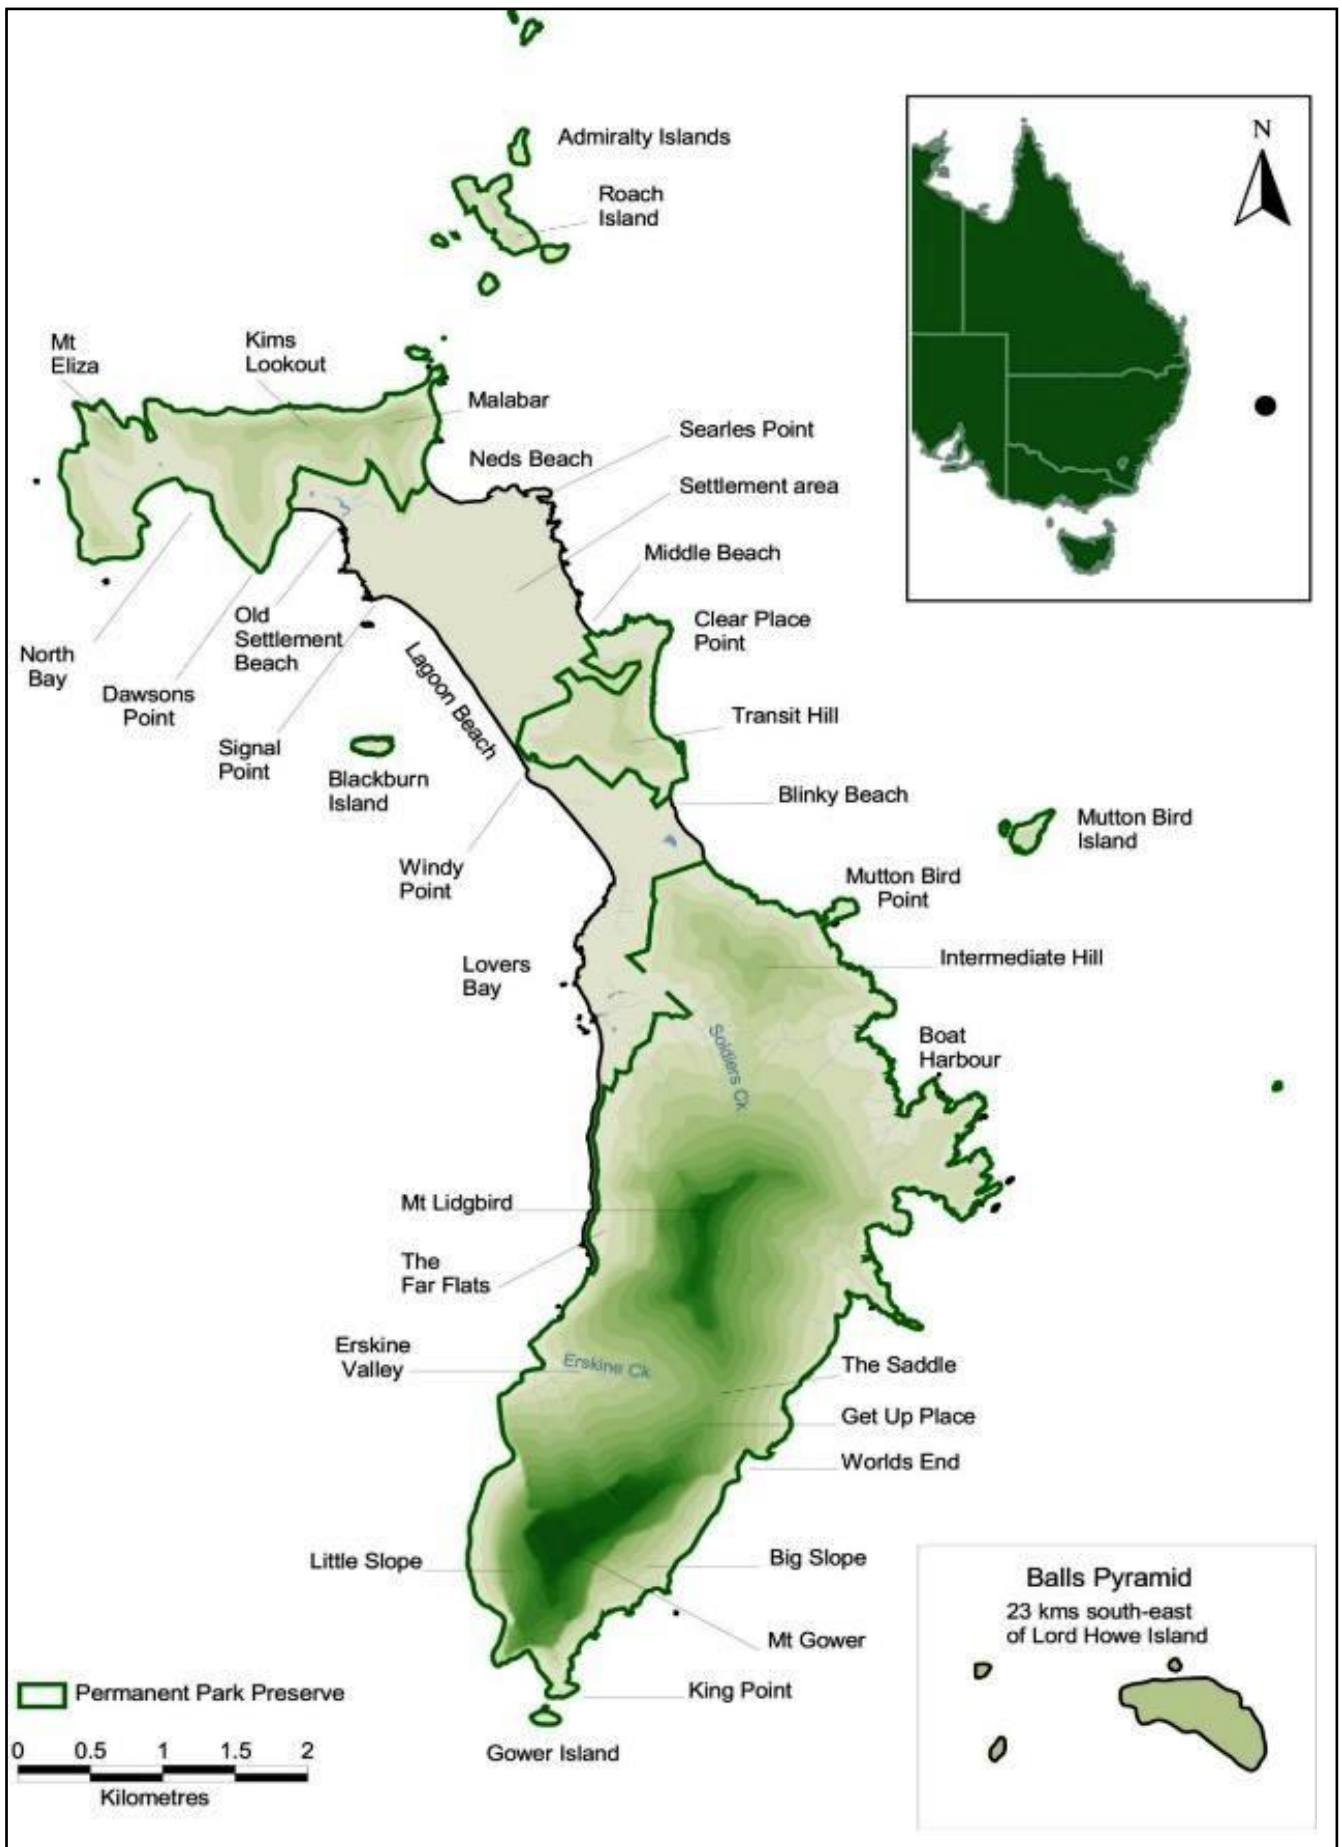 Admiralty Islands
Roach
Island
N
Mt
Eliza
Kims
Lookout
Malabar
Searles Point
Neds Beach
Settlement area
Middle Beach
Clear Place
Point
Old
Settlement
Beach
North
Bay
Dawsons
Point
Lagoon Beach
Transit Hill
Signal
Point
Blackburn
Island
Blinky Beach
Mutton Bird
Island
Windy
Point
Mutton Bird
Point
Lovers
Bay
Intermediate Hill
Soldiers Ck
Boat
Harbour
Mt Lidgbird
The
Far Flats
Erskine
Valley
Erskine Ck
The Saddle
Get Up Place
Worlds End
Little Slope
Big Slope
Mt Gower
King Point
Gower Island
Balls Pyramid
23 kms south-east
of Lord Howe Island
Permanent Park Preserve
0 0.5 1 1.5 2
Kilometres